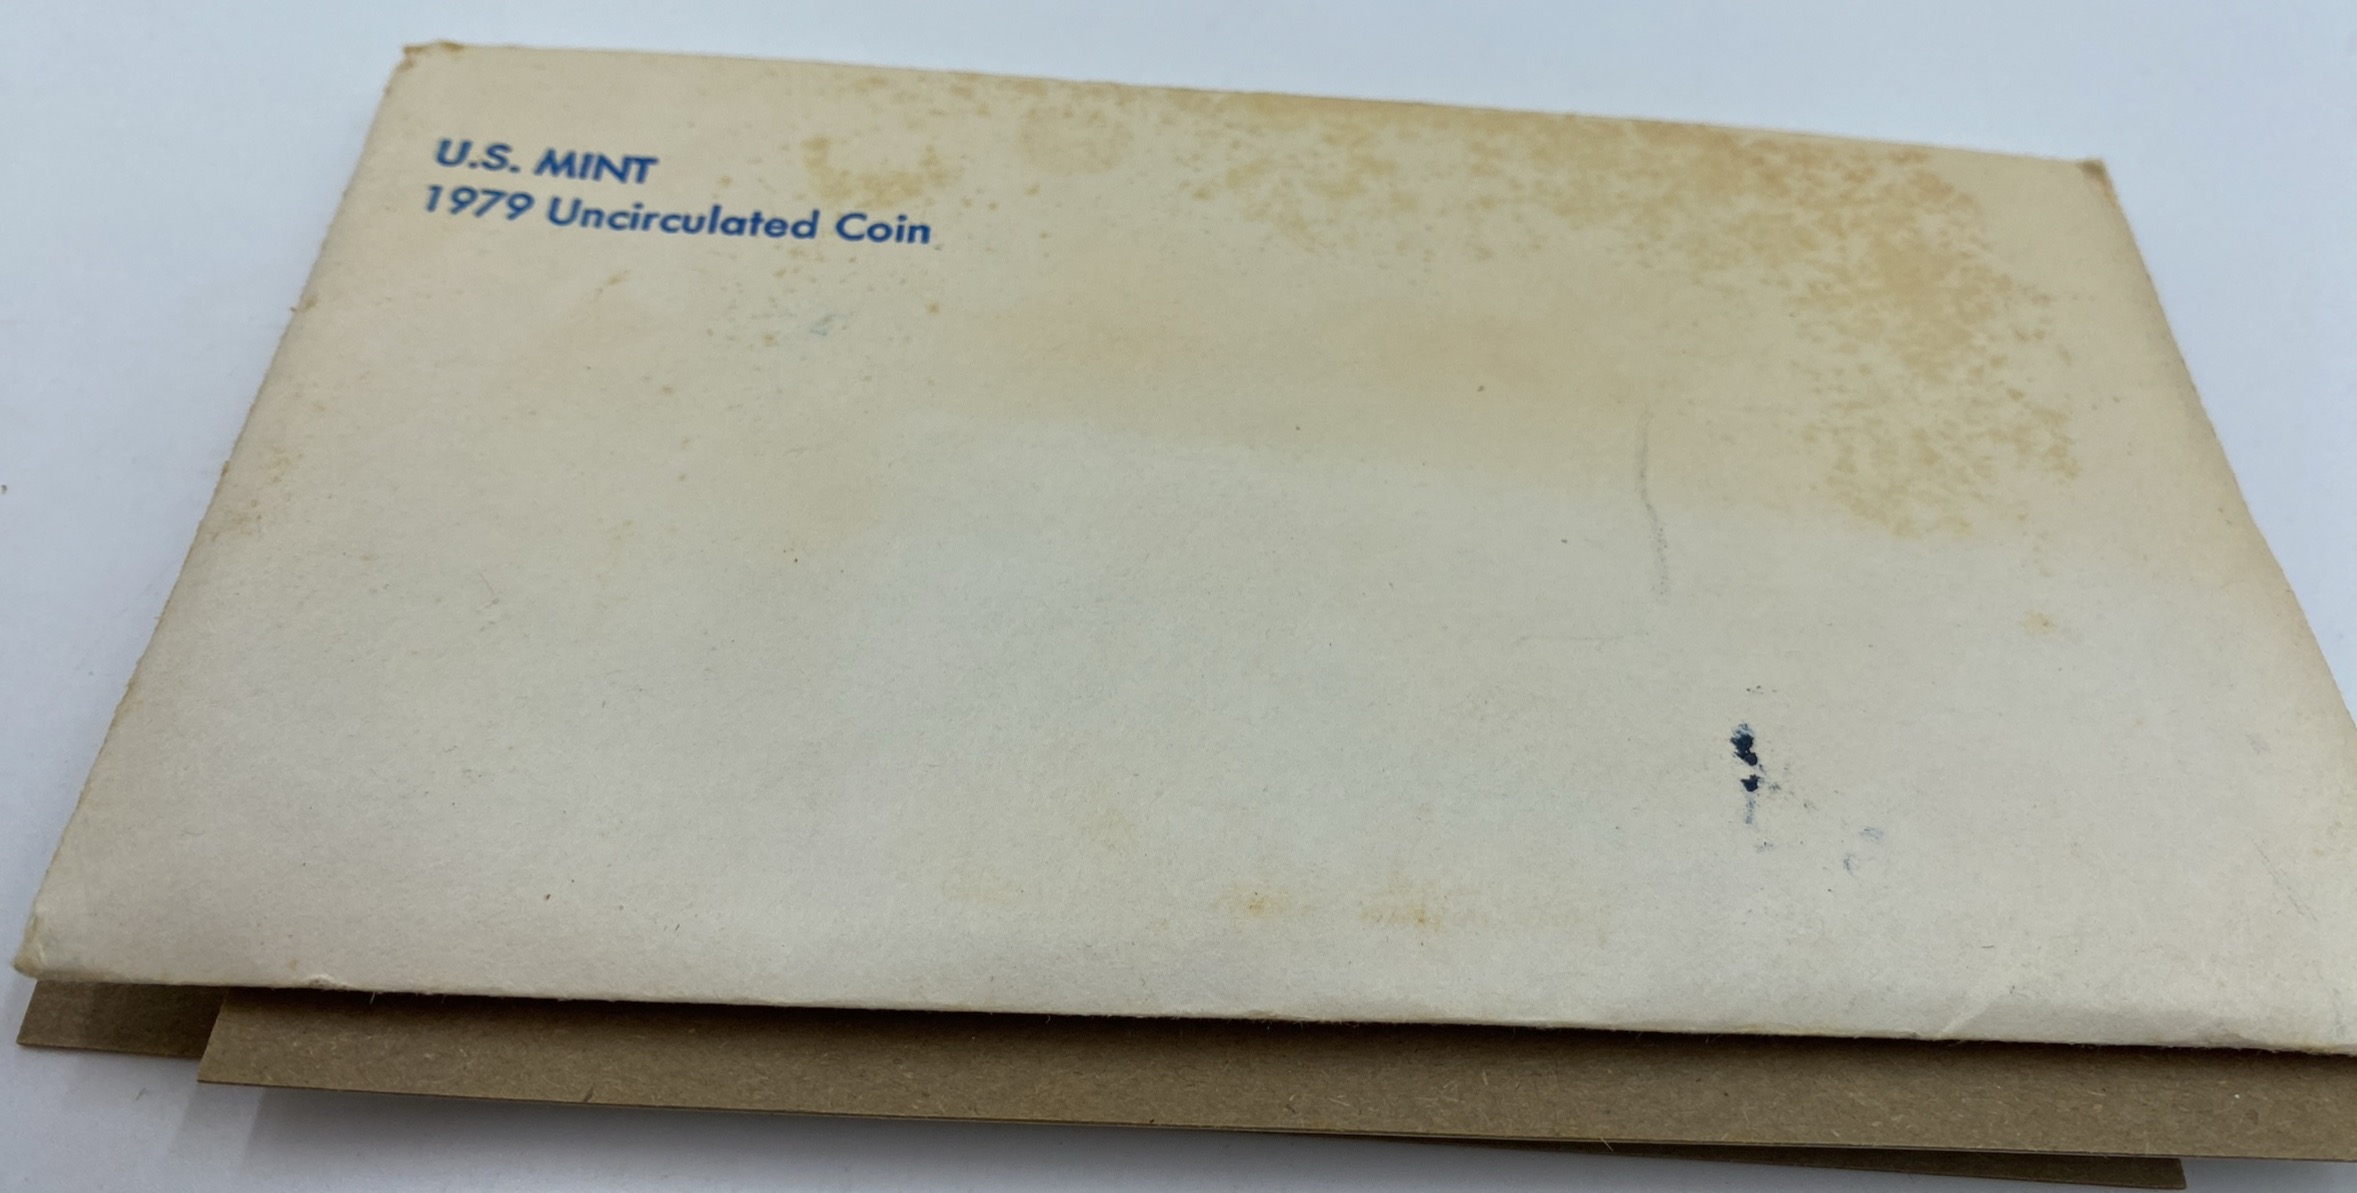 U.S. MINT
1979 Uncirculated Coin